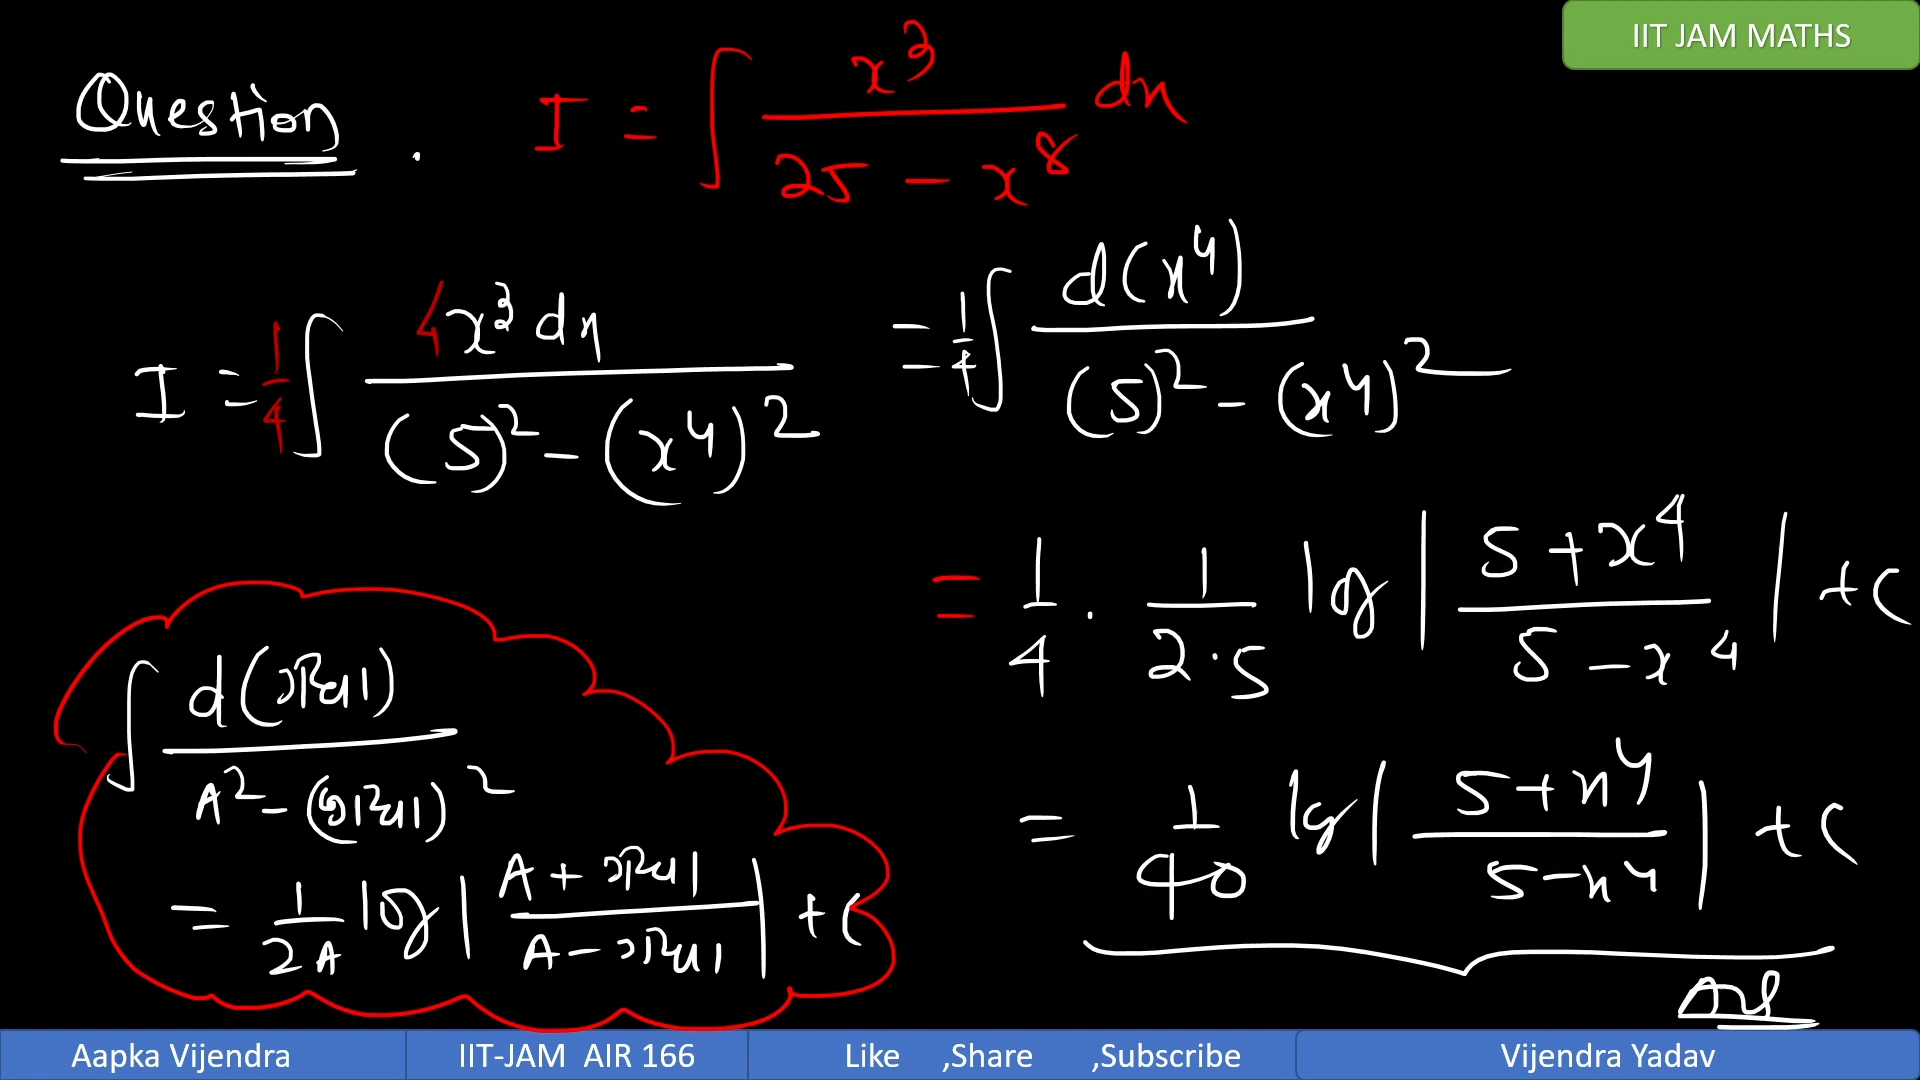 IIT JAM MATHS
Question . I = ∫ x³ / (25 − x⁸) dx
I = 1/4 ∫ 4x³ dx / ((5)² − (x⁴)²)
= 1/4 ∫ d(x⁴) / ((5)² − (x⁴)²)
= 1/4 · 1/(2·5) log | (5 + x⁴) / (5 − x⁴) | + C
= 1/40 log | (5 + x⁴) / (5 − x⁴) | + C
Ans
∫ d( ) / (A² − ( )²)
= 1/2A log | (A + ) / (A − ) | + C
Aapka Vijendra
IIT-JAM AIR 166
Like ,Share ,Subscribe
Vijendra Yadav